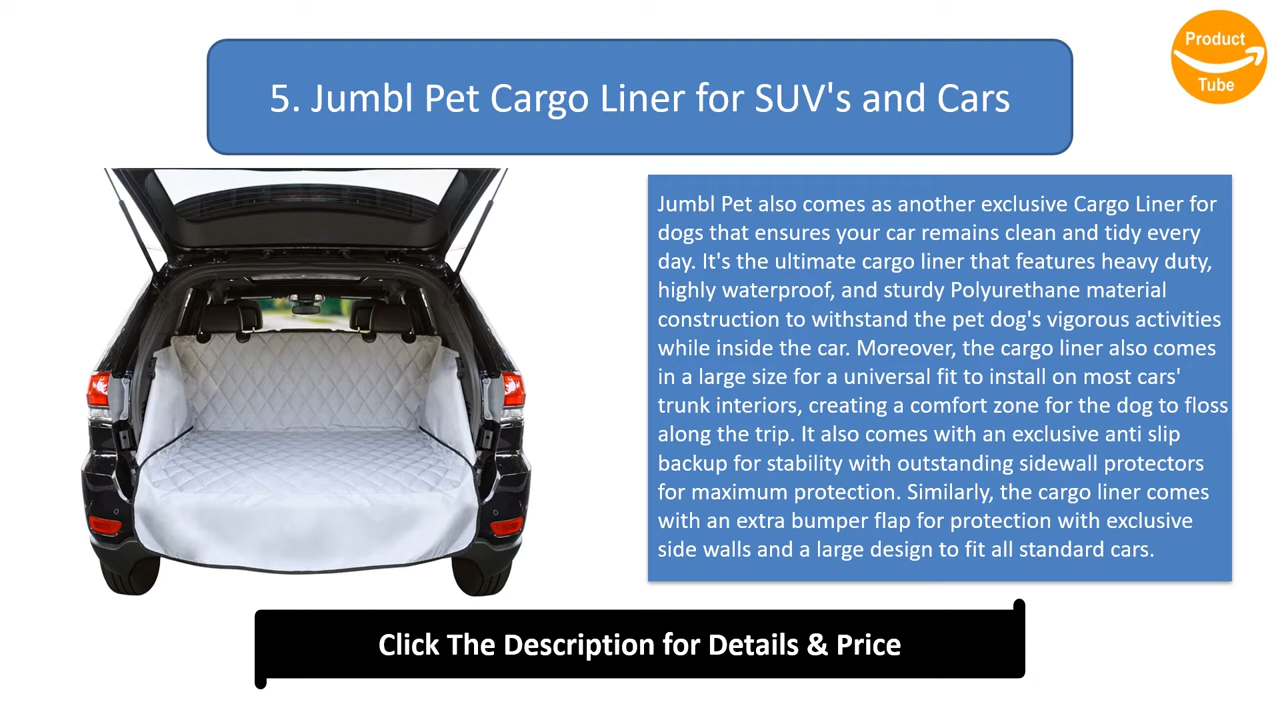 Product
Tube
5. Jumbl Pet Cargo Liner for SUV's and Cars
Jumbl Pet also comes as another exclusive Cargo Liner for
dogs that ensures your car remains clean and tidy every
day. It's the ultimate cargo liner that features heavy duty,
highly waterproof, and sturdy Polyurethane material
construction to withstand the pet dog's vigorous activities
while inside the car. Moreover, the cargo liner also comes
in a large size for a universal fit to install on most cars'
trunk interiors, creating a comfort zone for the dog to floss
along the trip. It also comes with an exclusive anti slip
backup for stability with outstanding sidewall protectors
for maximum protection. Similarly, the cargo liner comes
with an extra bumper flap for protection with exclusive
side walls and a large design to fit all standard cars.
Click The Description for Details & Price